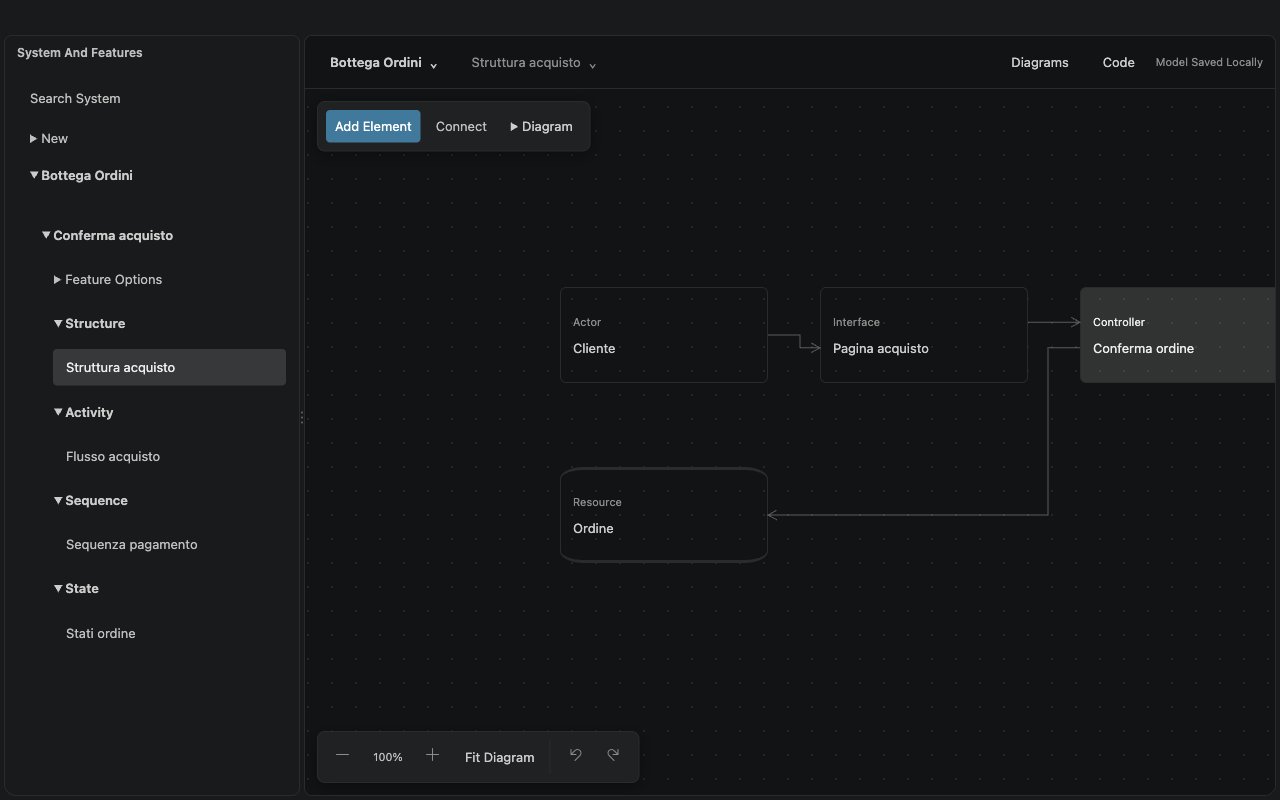 System And Features
Search System
New
Bottega Ordini
Conferma acquisto
Feature Options
Structure
Struttura acquisto
Activity
Flusso acquisto
Sequence
Sequenza pagamento
State
Stati ordine
Bottega Ordini
Struttura acquisto
Diagrams
Code
Model Saved Locally
Add Element
Connect
Diagram
Actor
Cliente
Interface
Pagina acquisto
Controller
Conferma ordine
Resource
Ordine
100%
Fit Diagram